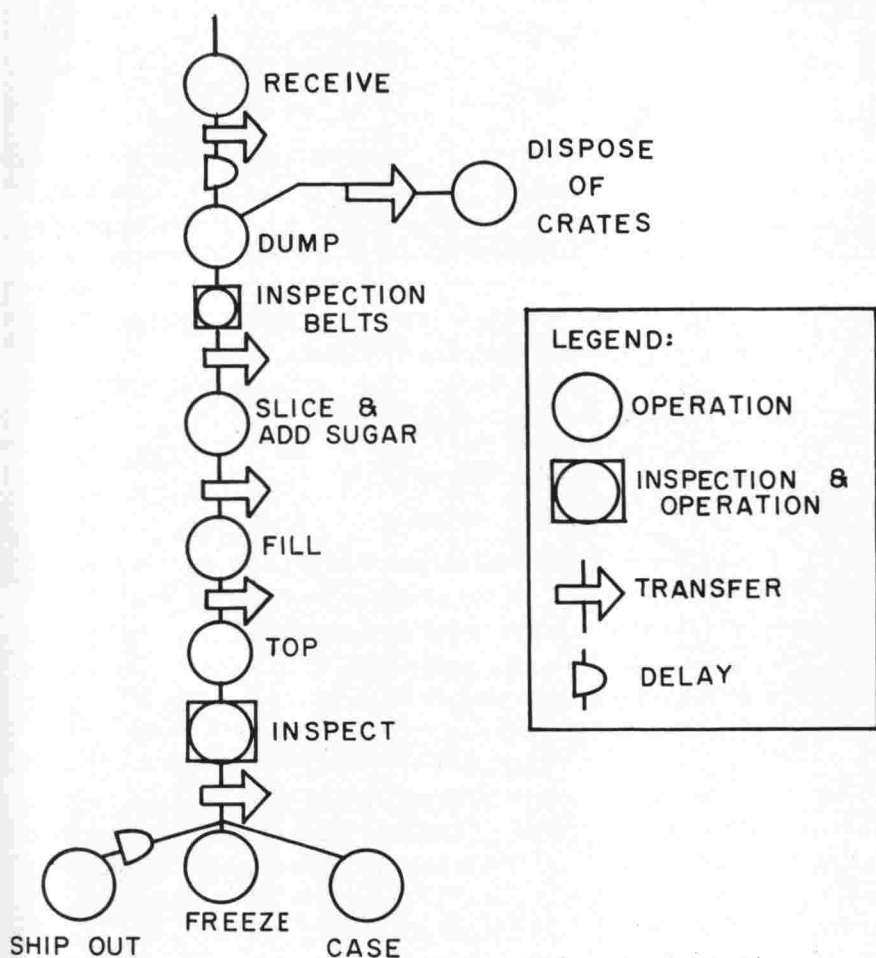 RECEIVE
DISPOSE
OF
CRATES
DUMP
INSPECTION
BELTS
SLICE &
ADD SUGAR
FILL
TOP
INSPECT
FREEZE
SHIP OUT
CASE
LEGEND:
OPERATION
INSPECTION &
OPERATION
TRANSFER
DELAY